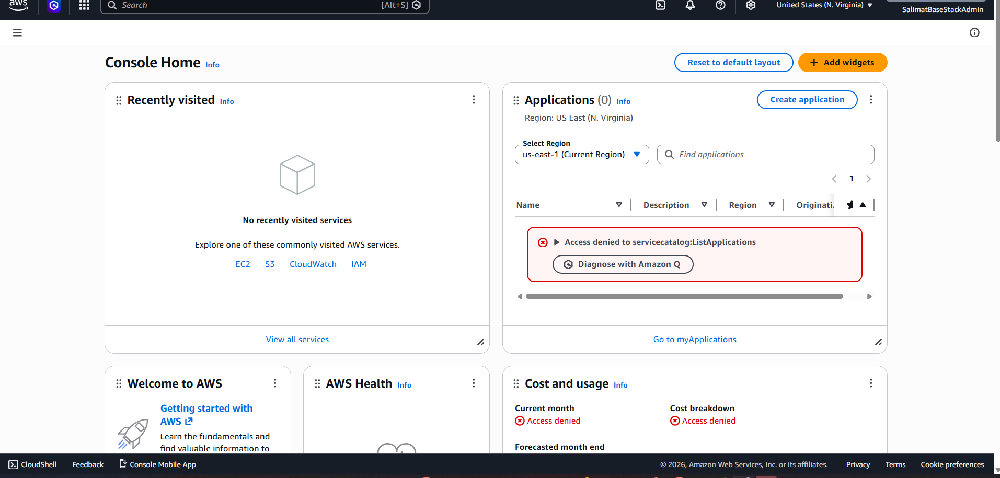 aws
Search
[Alt+S]
United States (N. Virginia)
SalimatBaseStackAdmin
Console Home Info
Reset to default layout
Add widgets
Recently visited Info
No recently visited services
Explore one of these commonly visited AWS services.
EC2 S3 CloudWatch IAM
View all services
Applications (0) Info
Create application
Region: US East (N. Virginia)
Select Region
us-east-1 (Current Region)
Find applications
1
Name Description Region Originati.
Access denied to servicecatalog:ListApplications
Diagnose with Amazon Q
Go to myApplications
Welcome to AWS
Getting started with
AWS
Learn the fundamentals and
find valuable information to
AWS Health Info
Cost and usage Info
Current month
Access denied
Cost breakdown
Access denied
Forecasted month end
CloudShell Feedback Console Mobile App
© 2026, Amazon Web Services, Inc. or its affiliates. Privacy Terms Cookie preferences